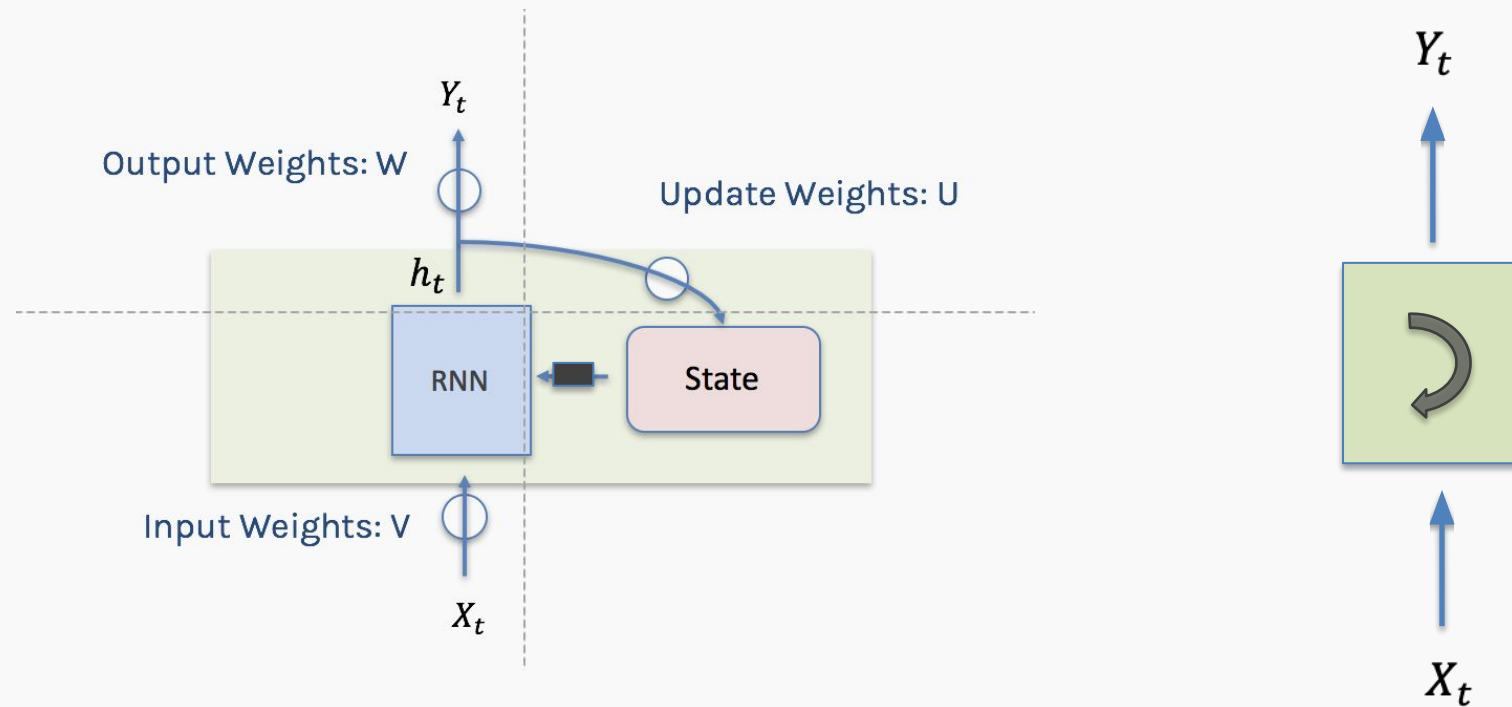 Y_t
Output Weights: W
Update Weights: U
h_t
RNN
State
Input Weights: V
X_t
Y_t
X_t